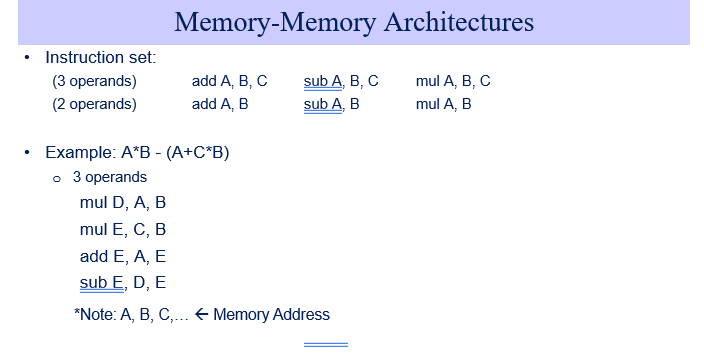 Memory-Memory Architectures
• Instruction set:
(3 operands) add A, B, C sub A, B, C mul A, B, C
(2 operands) add A, B sub A, B mul A, B
• Example: A*B - (A+C*B)
o 3 operands
mul D, A, B
mul E, C, B
add E, A, E
sub E, D, E
*Note: A, B, C,... ← Memory Address